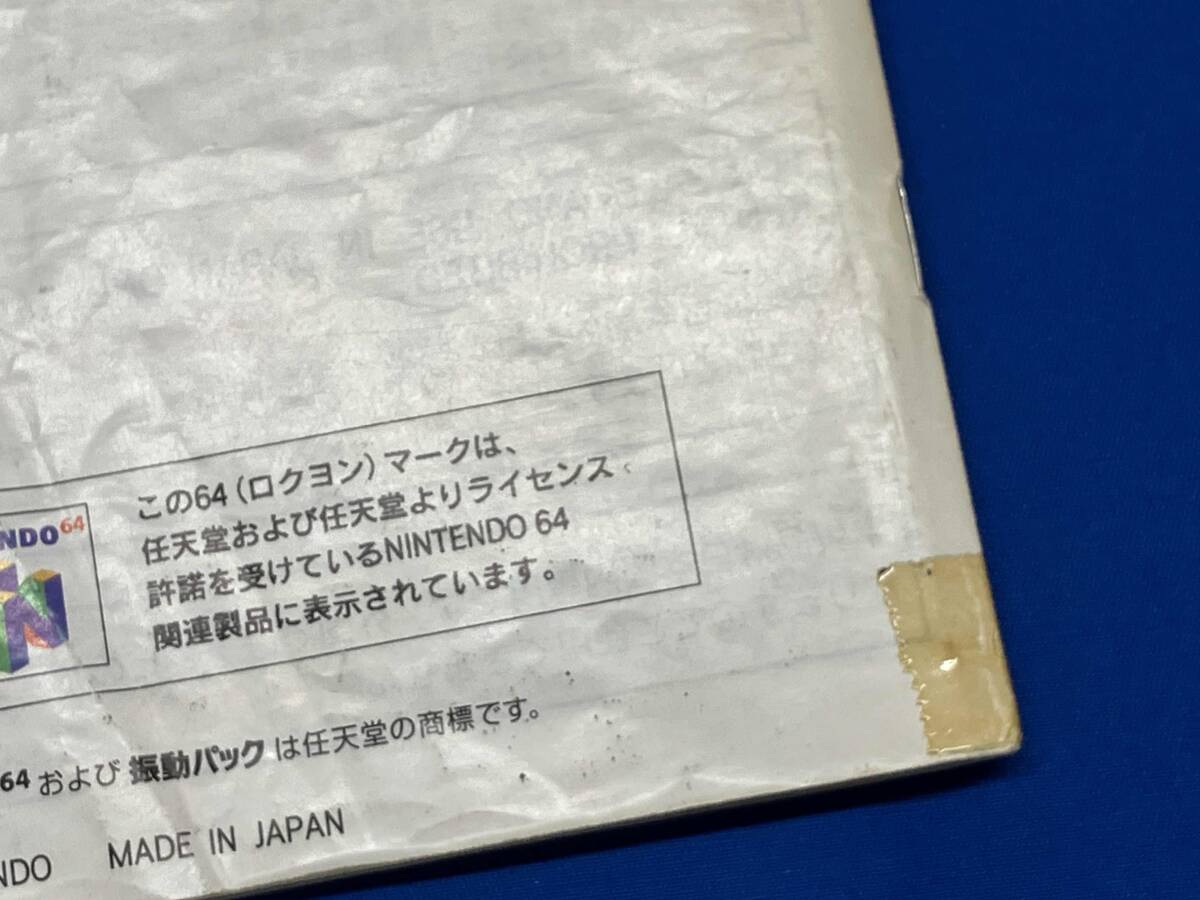 この64（ロクヨン）マークは、
任天堂および任天堂よりライセンス
許諾を受けているNINTENDO 64
関連製品に表示されています。
NDO 64
64 および 振動パック は任天堂の商標です。
NDO MADE IN JAPAN